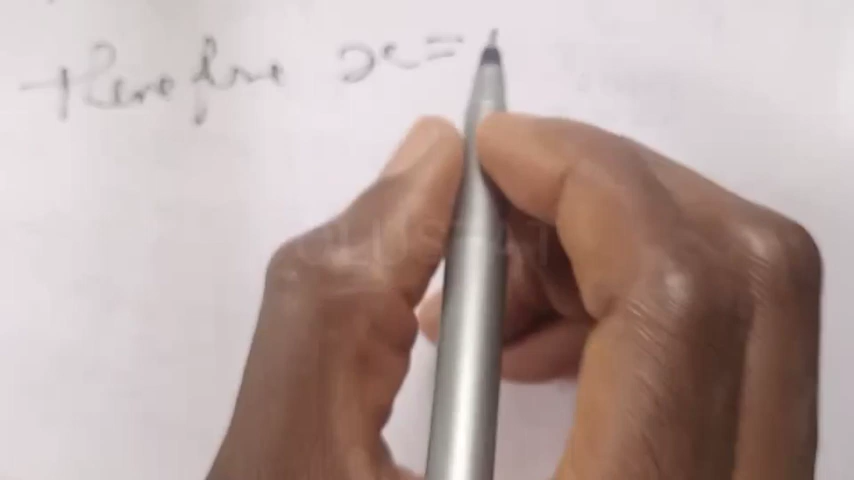 therefore x =